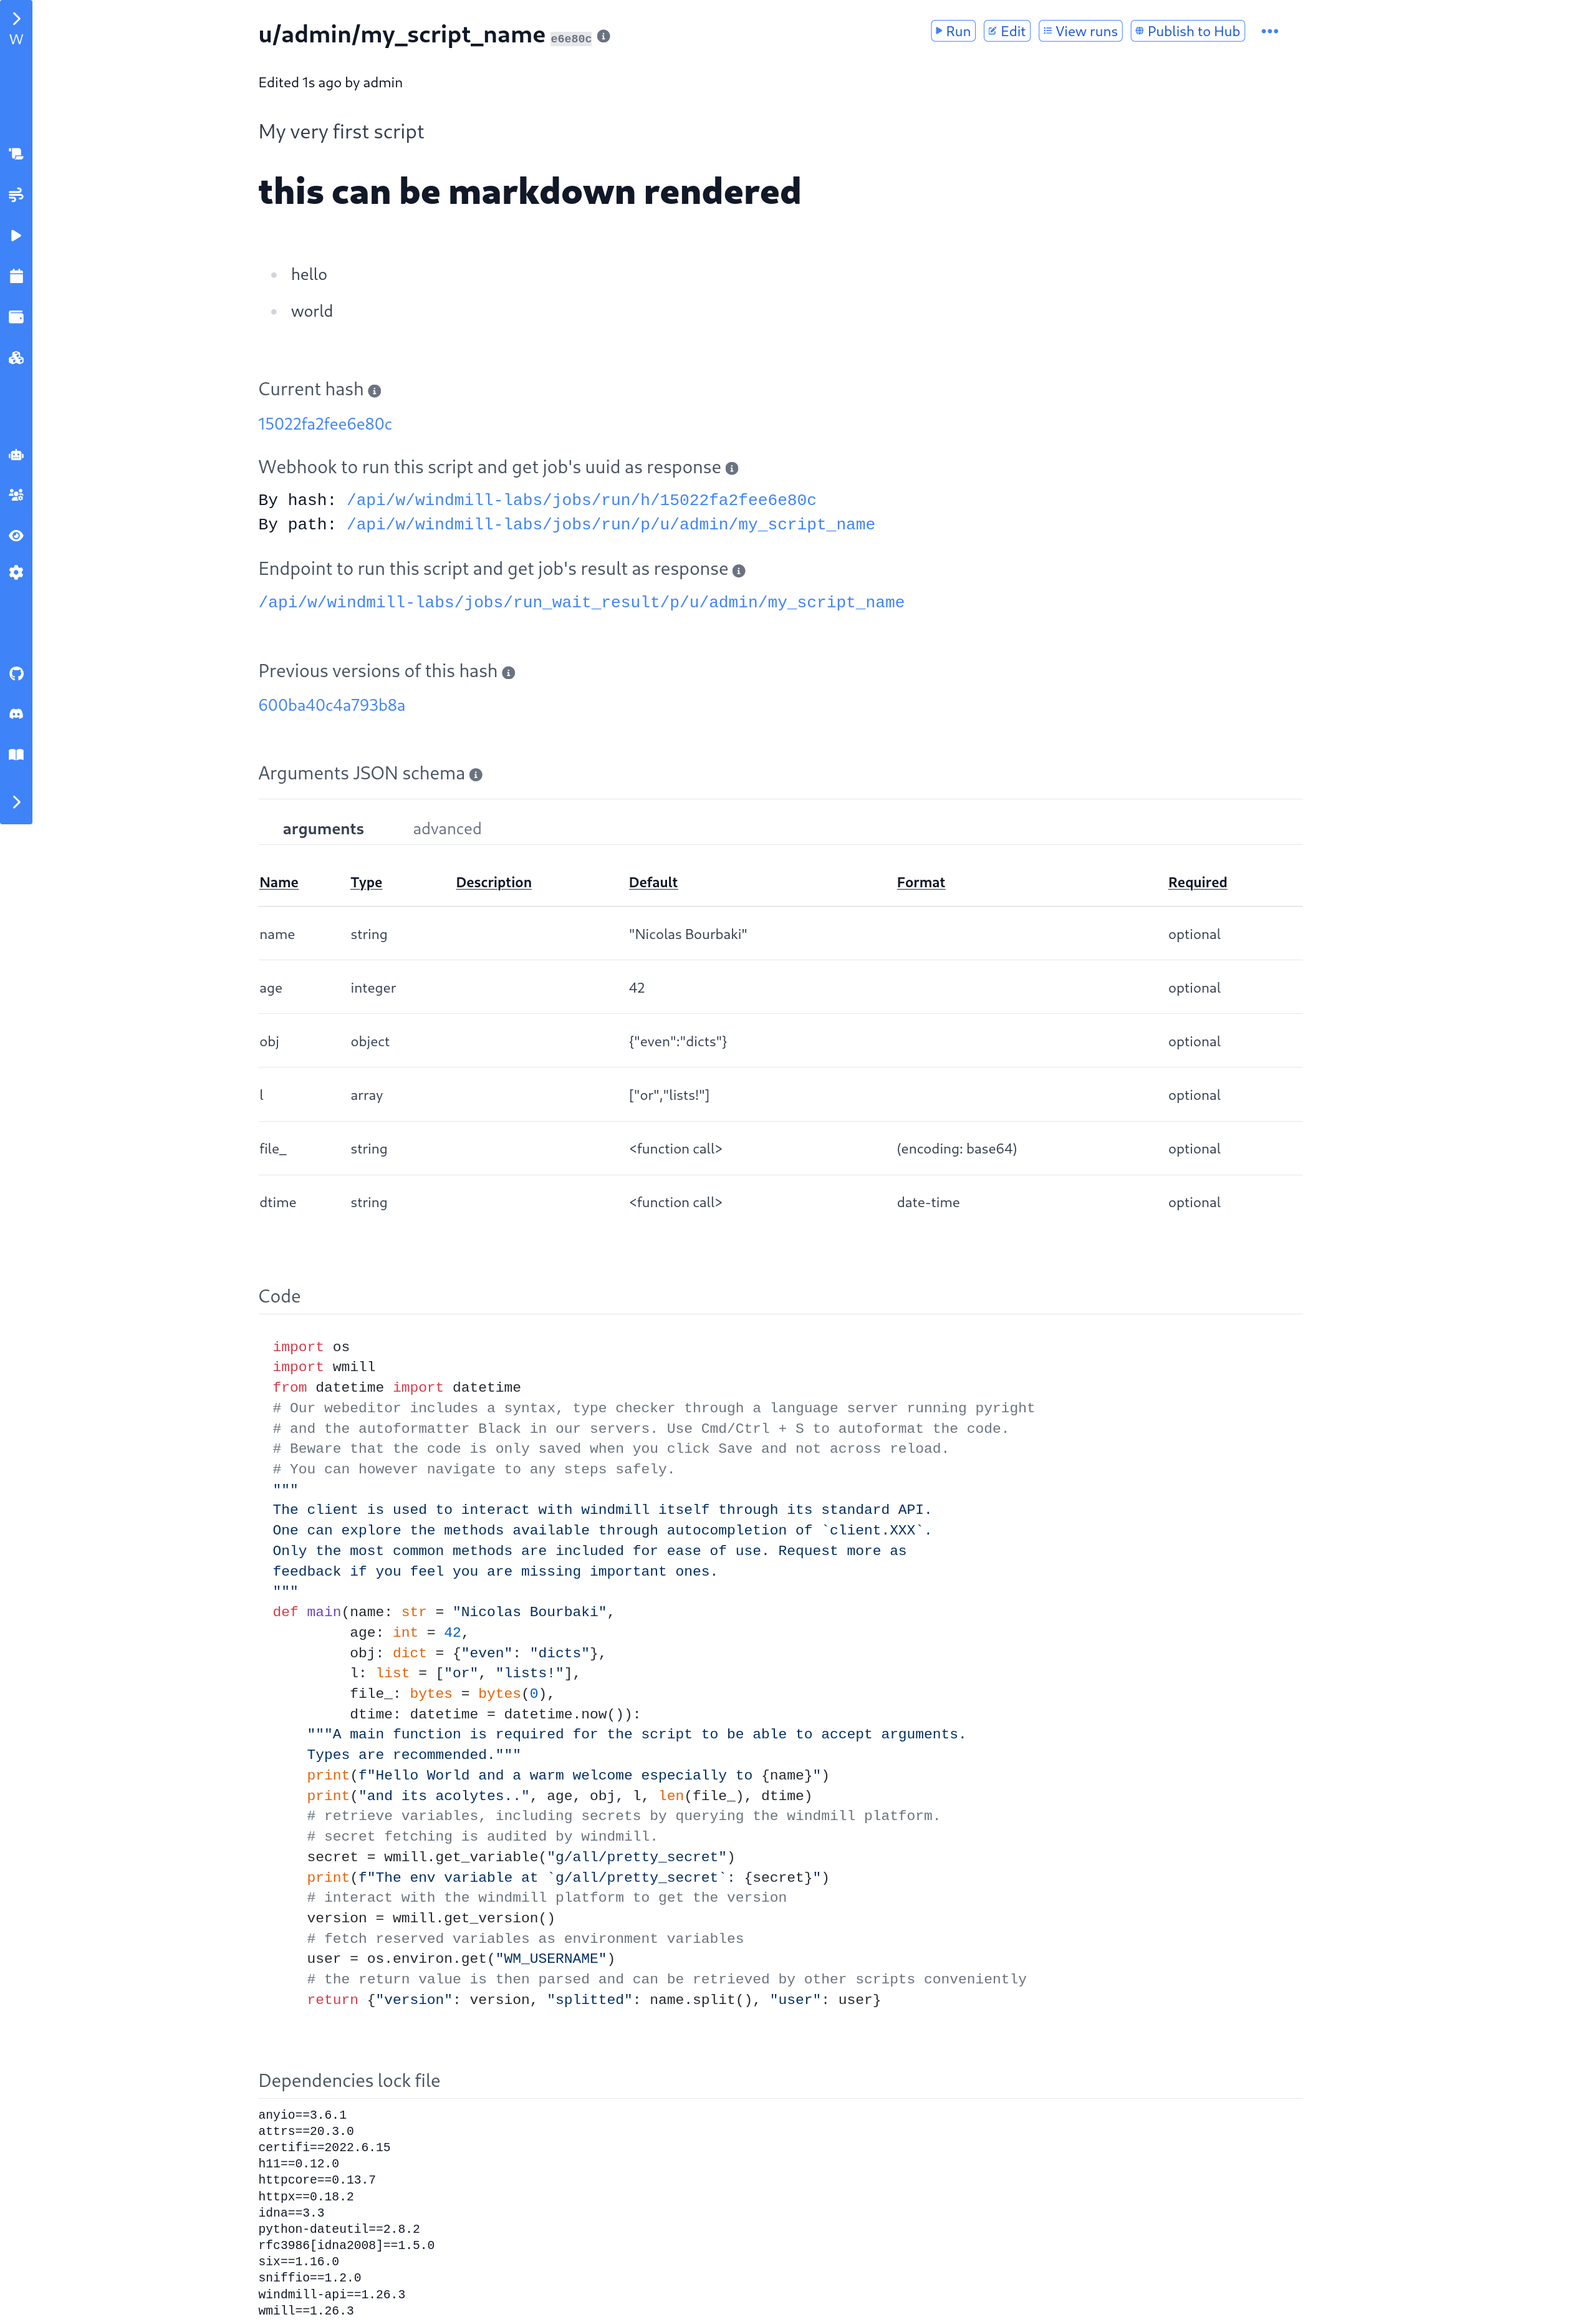 W
u/admin/my_script_name e6e80c
Run Edit View runs Publish to Hub
Edited 1s ago by admin
My very first script
this can be markdown rendered
hello
world
Current hash
15022fa2fee6e80c
Webhook to run this script and get job's uuid as response
By hash: /api/w/windmill-labs/jobs/run/h/15022fa2fee6e80c
By path: /api/w/windmill-labs/jobs/run/p/u/admin/my_script_name
Endpoint to run this script and get job's result as response
/api/w/windmill-labs/jobs/run_wait_result/p/u/admin/my_script_name
Previous versions of this hash
600ba40c4a793b8a
Arguments JSON schema
arguments advanced
Name Type Description Default Format Required
name string "Nicolas Bourbaki" optional
age integer 42 optional
obj object {"even":"dicts"} optional
l array ["or","lists!"] optional
file_ string <function call> (encoding: base64) optional
dtime string <function call> date-time optional
Code
import os
import wmill
from datetime import datetime
# Our webeditor includes a syntax, type checker through a language server running pyright
# and the autoformatter Black in our servers. Use Cmd/Ctrl + S to autoformat the code.
# Beware that the code is only saved when you click Save and not across reload.
# You can however navigate to any steps safely.
"""
The client is used to interact with windmill itself through its standard API.
One can explore the methods available through autocompletion of `client.XXX`.
Only the most common methods are included for ease of use. Request more as
feedback if you feel you are missing important ones.
"""
def main(name: str = "Nicolas Bourbaki",
         age: int = 42,
         obj: dict = {"even": "dicts"},
         l: list = ["or", "lists!"],
         file_: bytes = bytes(0),
         dtime: datetime = datetime.now()):
    """A main function is required for the script to be able to accept arguments.
    Types are recommended."""
    print(f"Hello World and a warm welcome especially to {name}")
    print("and its acolytes..", age, obj, l, len(file_), dtime)
    # retrieve variables, including secrets by querying the windmill platform.
    # secret fetching is audited by windmill.
    secret = wmill.get_variable("g/all/pretty_secret")
    print(f"The env variable at `g/all/pretty_secret`: {secret}")
    # interact with the windmill platform to get the version
    version = wmill.get_version()
    # fetch reserved variables as environment variables
    user = os.environ.get("WM_USERNAME")
    # the return value is then parsed and can be retrieved by other scripts conveniently
    return {"version": version, "splitted": name.split(), "user": user}
Dependencies lock file
anyio==3.6.1
attrs==20.3.0
certifi==2022.6.15
h11==0.12.0
httpcore==0.13.7
httpx==0.18.2
idna==3.3
python-dateutil==2.8.2
rfc3986[idna2008]==1.5.0
six==1.16.0
sniffio==1.2.0
windmill-api==1.26.3
wmill==1.26.3